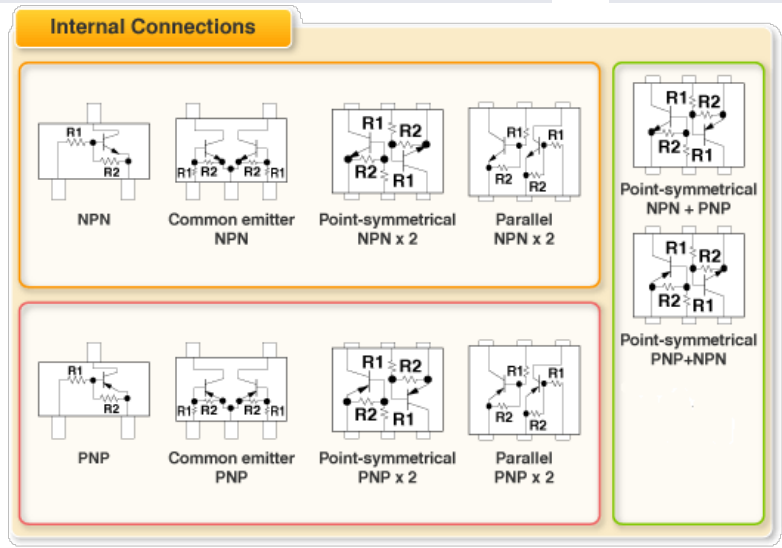 Internal Connections
R1
R2
NPN
R1 R2 R2 R1
Common emitter
NPN
R1 R2
R2 R1
Point-symmetrical
NPN x 2
R1 R1
R2 R2
Parallel
NPN x 2
R1
R2
PNP
R1 R2 R2 R1
Common emitter
PNP
R1 R2
R2 R1
Point-symmetrical
PNP x 2
R1 R1
R2 R2
Parallel
PNP x 2
R1 R2
R2 R1
Point-symmetrical
NPN + PNP
R1 R2
R2 R1
Point-symmetrical
PNP+NPN